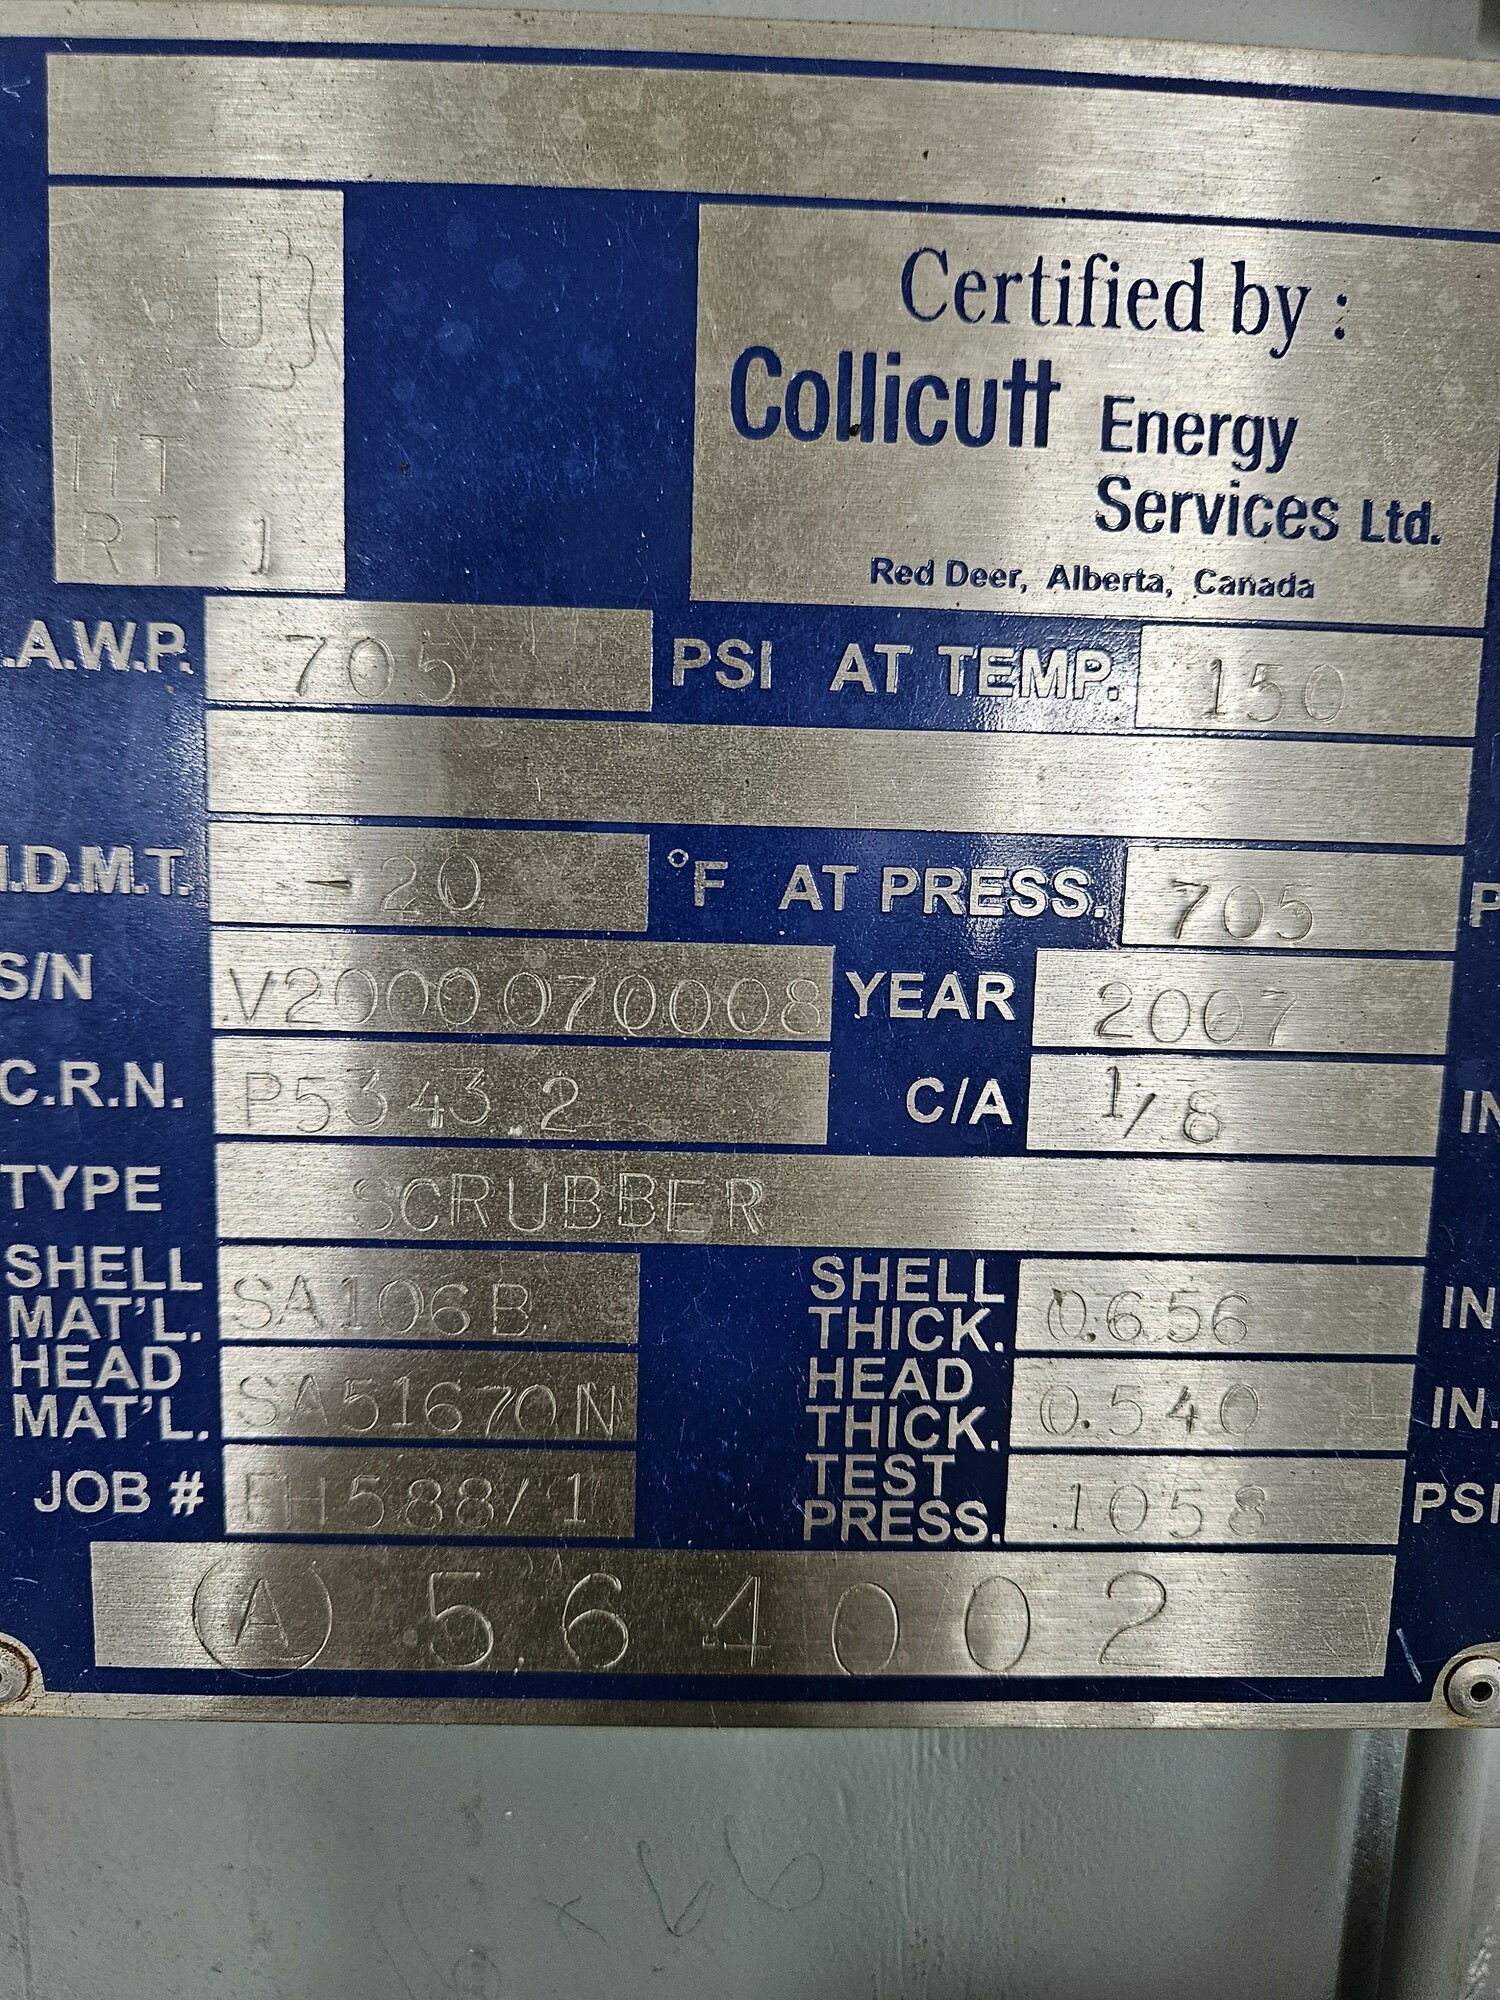 U
W
HLT
RT 1
Certified by :
Collicutt Energy
Services Ltd.
Red Deer, Alberta, Canada
.A.W.P. 705 PSI AT TEMP. 150
.D.M.T. -20 °F AT PRESS. 705 P
S/N V2000070008 YEAR 2007
C.R.N. P5343.2 C/A 1/8 IN
TYPE SCRUBBER
SHELL MAT'L. SA106B SHELL THICK. 0.656 IN
HEAD MAT'L. SA51670N HEAD THICK. 0.540 IN.
JOB # EH588/1 TEST PRESS. 1058 PSI
A 564002